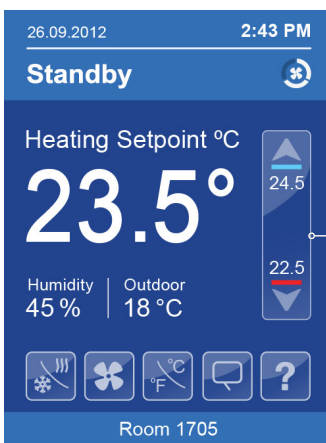 26.09.2012 2:43 PM
Standby
Heating Setpoint ºC
23.5°
24.5
22.5
Humidity Outdoor
45 % 18 °C
°C
°F
?
Room 1705